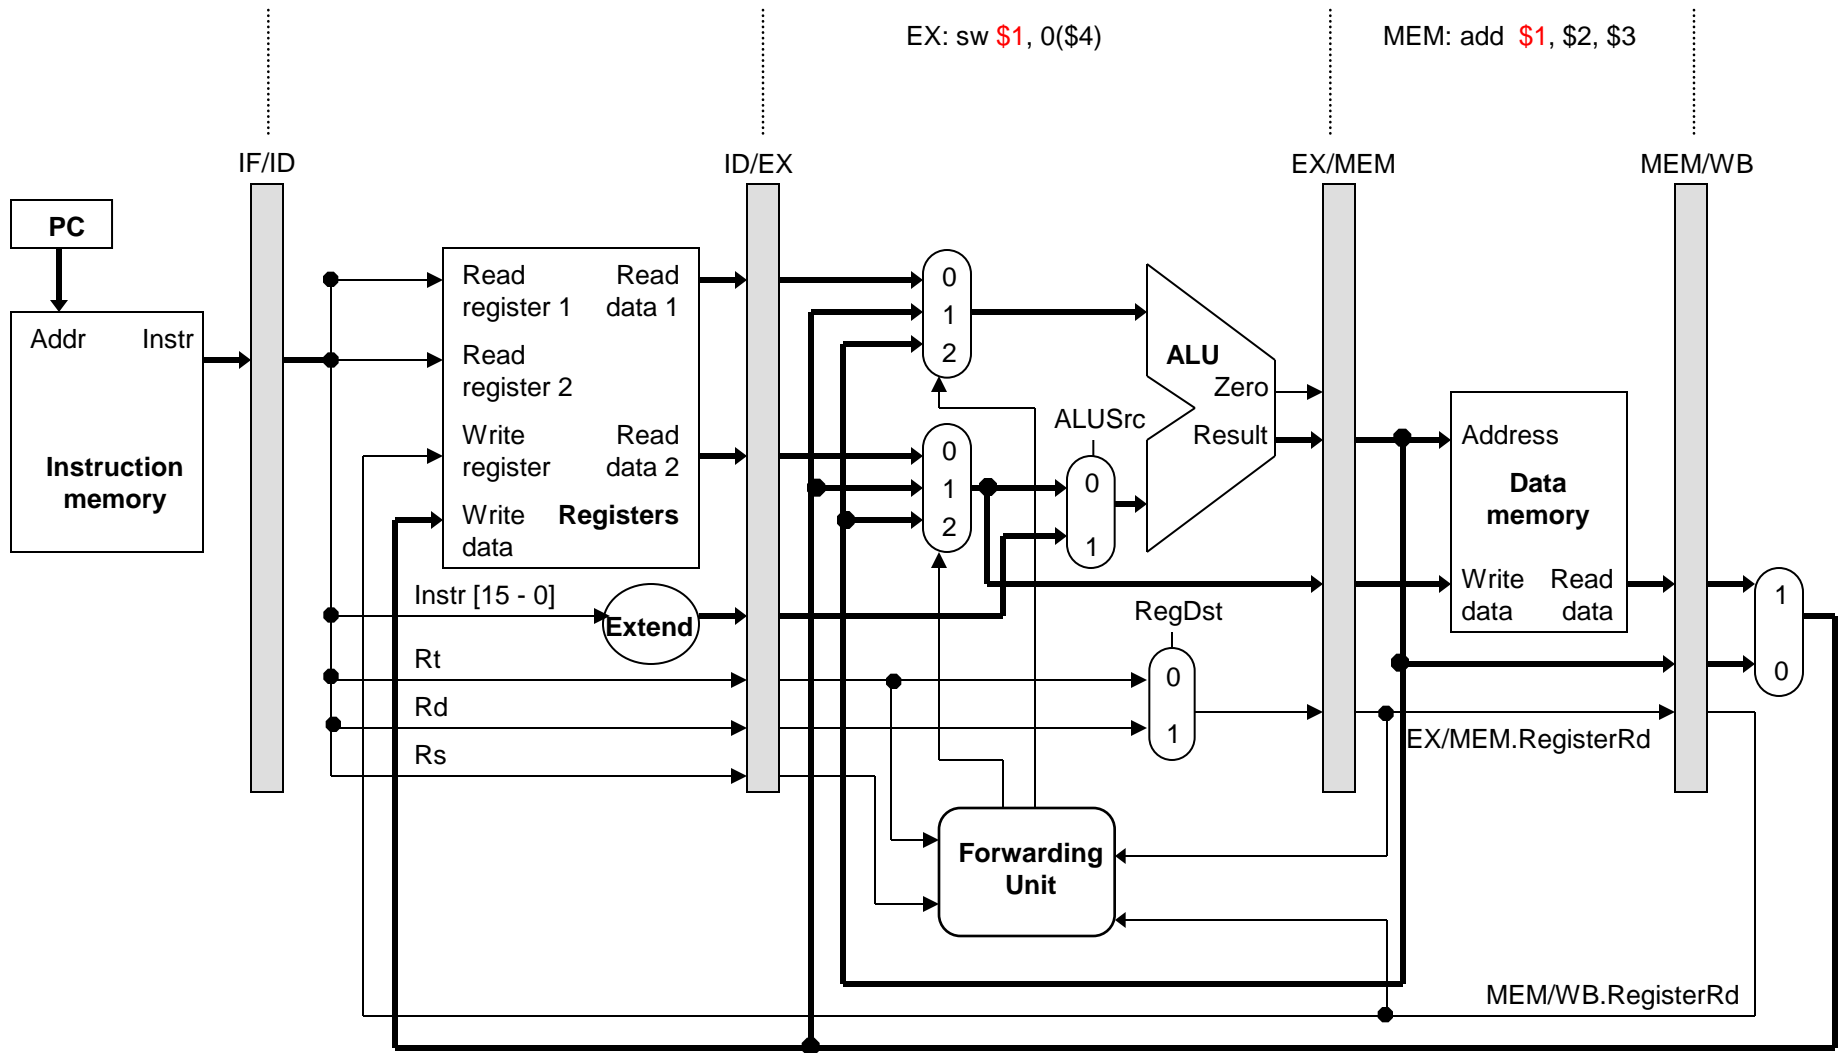 EX: sw $1, 0($4)
MEM: add $1, $2, $3
IF/ID
ID/EX
EX/MEM
MEM/WB
PC
Addr Instr
Instruction
memory
Read
register 1
Read
data 1
Read
register 2
Write
register
Read
data 2
Write
data
Registers
Instr [15 - 0]
Extend
Rt
Rd
Rs
0
1
2
0
1
2
ALUSrc
0
1
ALU
Zero
Result
RegDst
0
1
Forwarding
Unit
Address
Data
memory
Write
data
Read
data
1
0
EX/MEM.RegisterRd
MEM/WB.RegisterRd